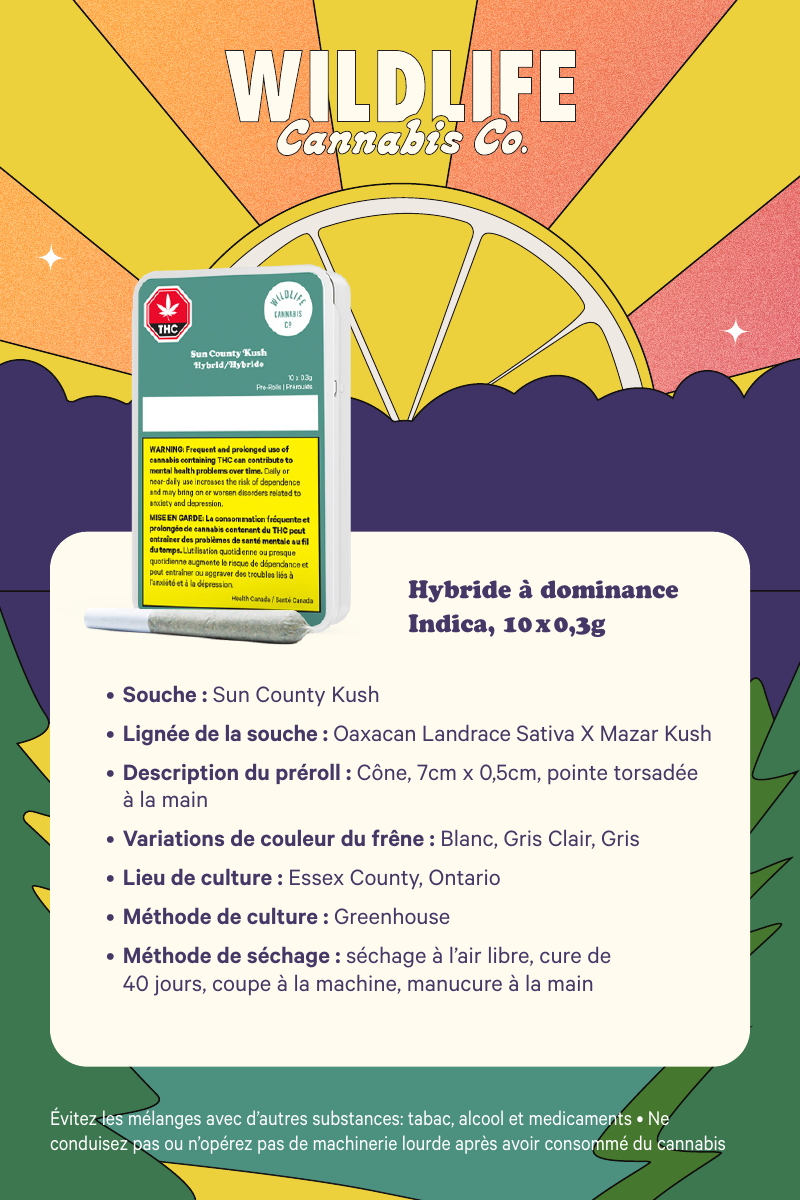 WILDLIFE
Cannabis Co.
THC
WILDLIFE
CANNABIS
CO
Sun County Kush
Hybrid/Hybride
10 x 0.3g
Pre-Rolls | Préroulés
WARNING: Frequent and prolonged use of
cannabis containing THC can contribute to
mental health problems over time. Daily or
near-daily use increases the risk of dependence
and may bring on or worsen disorders related to
anxiety and depression.
MISE EN GARDE: La consommation fréquente et
prolongée de cannabis contenant du THC peut
entraîner des problèmes de santé mentale au fil
du temps. L'utilisation quotidienne ou presque
quotidienne augmente le risque de dépendance et
peut entraîner ou aggraver des troubles liés à
l'anxiété et à la dépression.
Health Canada / Santé Canada
Hybride à dominance
Indica, 10 x 0,3g
• Souche : Sun County Kush
• Lignée de la souche : Oaxacan Landrace Sativa X Mazar Kush
• Description du préroll : Cône, 7cm x 0,5cm, pointe torsadée
à la main
• Variations de couleur du frêne : Blanc, Gris Clair, Gris
• Lieu de culture : Essex County, Ontario
• Méthode de culture : Greenhouse
• Méthode de séchage : séchage à l'air libre, cure de
40 jours, coupe à la machine, manucure à la main
Évitez les mélanges avec d'autres substances: tabac, alcool et medicaments • Ne
conduisez pas ou n'opérez pas de machinerie lourde après avoir consommé du cannabis